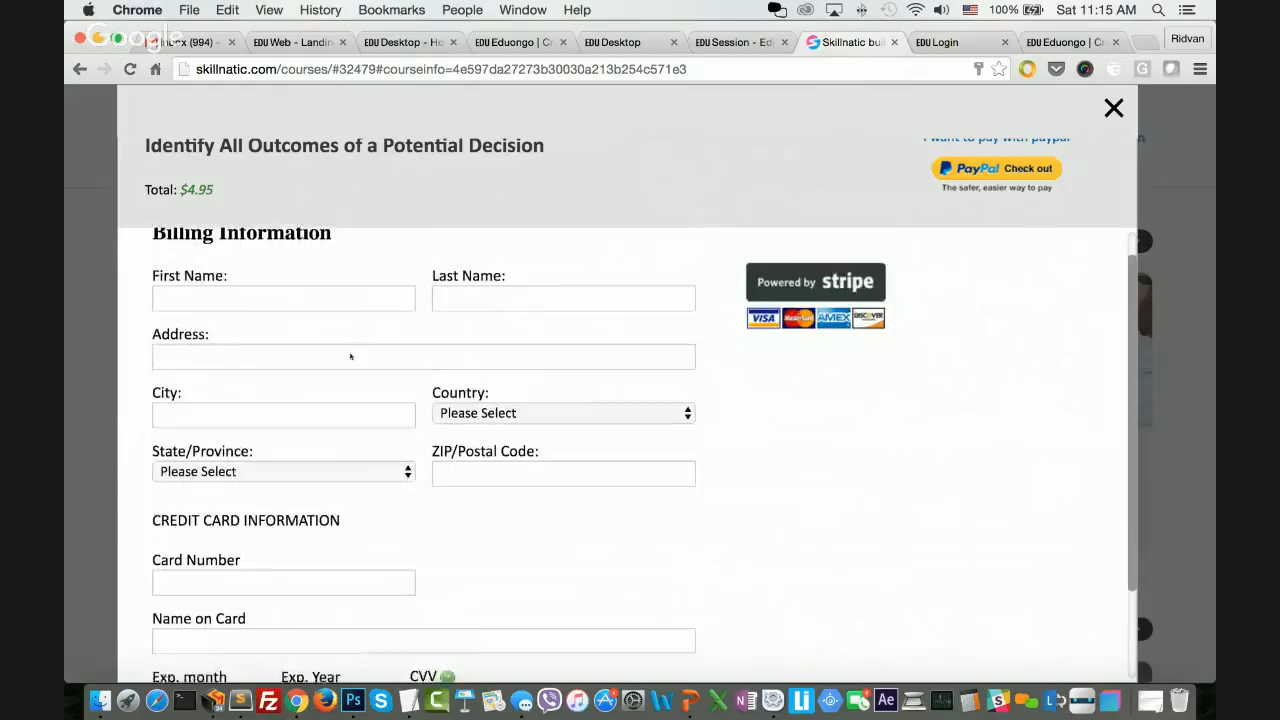 Chrome File Edit View History Bookmarks People Window Help 100% Sat 11:15 AM
Google
Inbox (994) - EDU Web - Landin EDU Desktop - Ho EDU Eduongo | Cr EDU Desktop EDU Session - Ed Skillnatic bui EDU Login EDU Eduongo | C Ridvan
skillnatic.com/courses/#32479#courseinfo=4e597da27273b30030a213b254c571e3
I want to pay with paypal
Identify All Outcomes of a Potential Decision
PayPal Check out
The safer, easier way to pay
Total: $4.95
Billing Information
First Name: Last Name:
Powered by stripe
VISA MasterCard AMEX DISCOVER
Address:
City: Country:
Please Select
State/Province: ZIP/Postal Code:
Please Select
CREDIT CARD INFORMATION
Card Number
Name on Card
Exp. month Exp. Year CVV